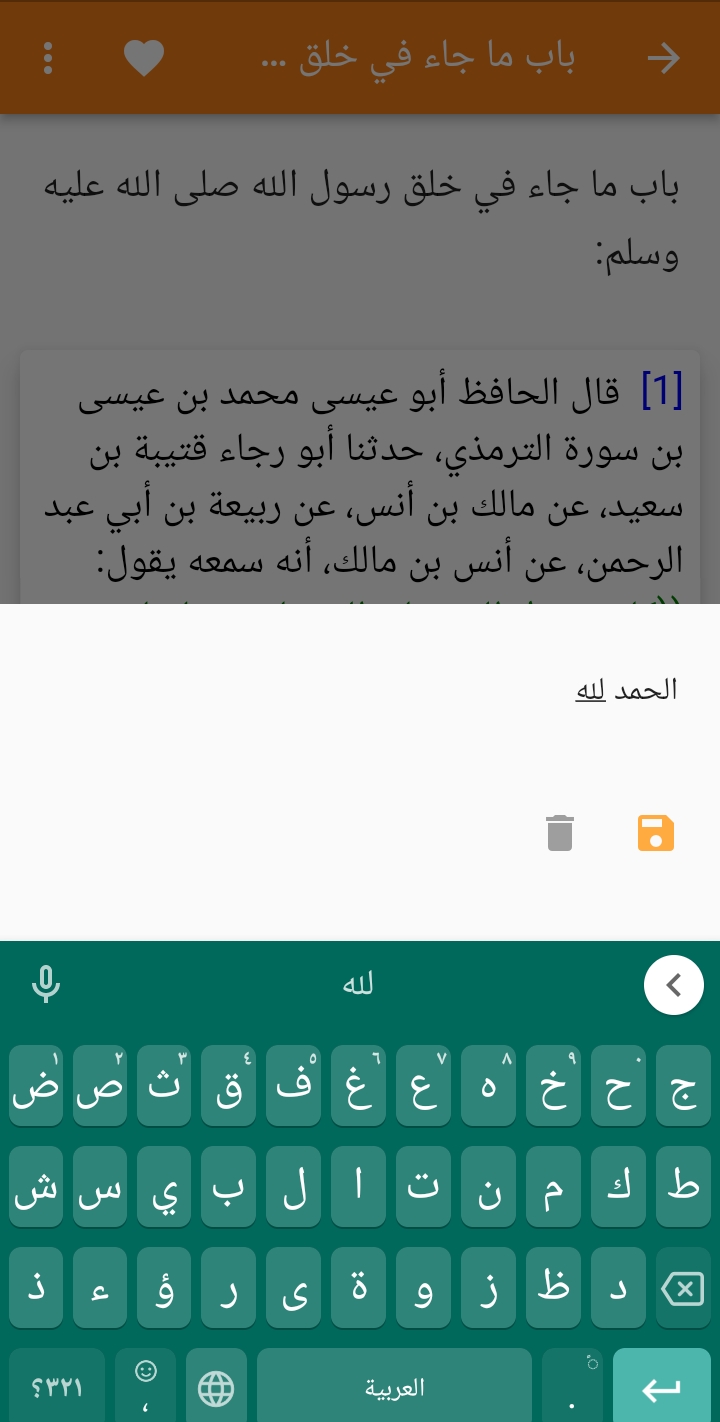 باب ما جاء في خلق ...
باب ما جاء في خلق رسول الله صلى الله عليه
وسلم:
[1] قال الحافظ أبو عيسى محمد بن عيسى
بن سورة الترمذي، حدثنا أبو رجاء قتيبة بن
سعيد، عن مالك بن أنس، عن ربيعة بن أبي عبد
الرحمن، عن أنس بن مالك، أنه سمعه يقول:
الحمد لله
لله
ض ١ ص ٢ ث ٣ ق ٤ ف ٥ غ ٦ ع ٧ ه ٨ خ ٩ ح ٠ ج
ش س ي ب ل ا ت ن م ك ط
ذ ء ؤ ر ى ة و ز ظ د
؟٣٢١ ، العربية .